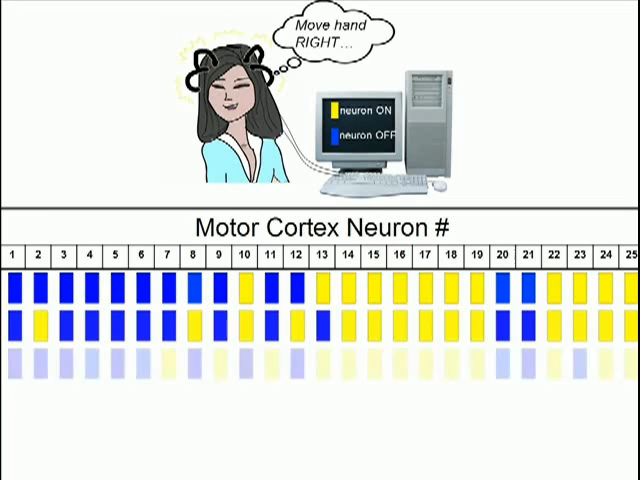 Move hand
RIGHT...
neuron ON
neuron OFF
Motor Cortex Neuron #
1 2 3 4 5 6 7 8 9 10 11 12 13 14 15 16 17 18 19 20 21 22 23 24 25